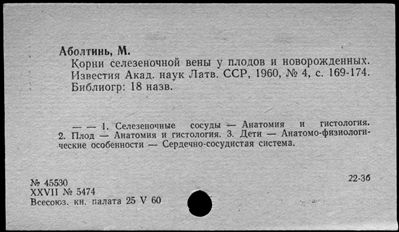 Аболтинь, М.
Корни селезеночной вены у плодов и новорожденных.
Известия Акад. наук Латв. ССР, 1960, № 4, с. 169-174.
Библиогр: 18 назв.
— — 1. Селезеночные сосуды — Анатомия и гистология.
2. Плод — Анатомия и гистология. 3. Дети — Анатомо-физиологи-
ческие особенности — Сердечно-сосудистая система.
№ 45530
22-36
XXVII № 5474
Всесоюз. кн. палата 25 V 60